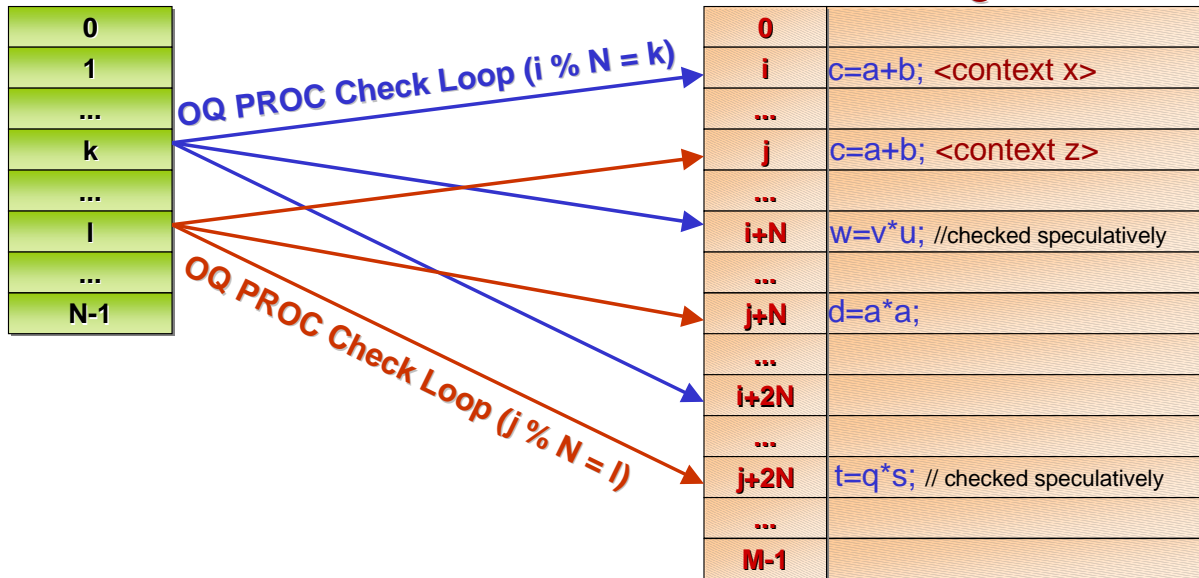 0
1
...
k
...
l
...
N-1
OQ PROC Check Loop (i % N = k)
OQ PROC Check Loop (j % N = l)
0
i c=a+b; <context x>
...
j c=a+b; <context z>
...
i+N w=v*u; //checked speculatively
...
j+N d=a*a;
...
i+2N
...
j+2N t=q*s; // checked speculatively
...
M-1